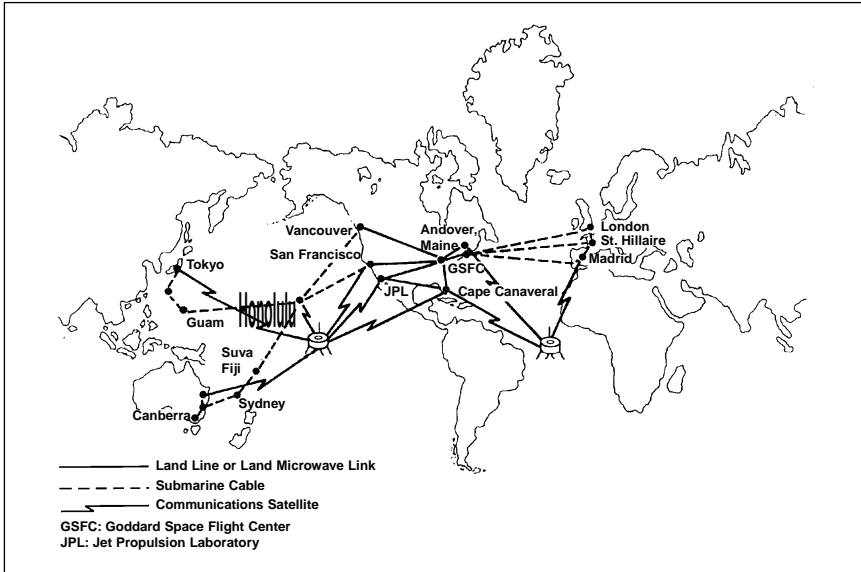 Vancouver
San Francisco
Andover,
Maine
London
St. Hillaire
Madrid
GSFC
Tokyo
JPL
Cape Canaveral
Guam
Honolulu
Suva
Fiji
Sydney
Canberra
Land Line or Land Microwave Link
Submarine Cable
Communications Satellite
GSFC: Goddard Space Flight Center
JPL: Jet Propulsion Laboratory